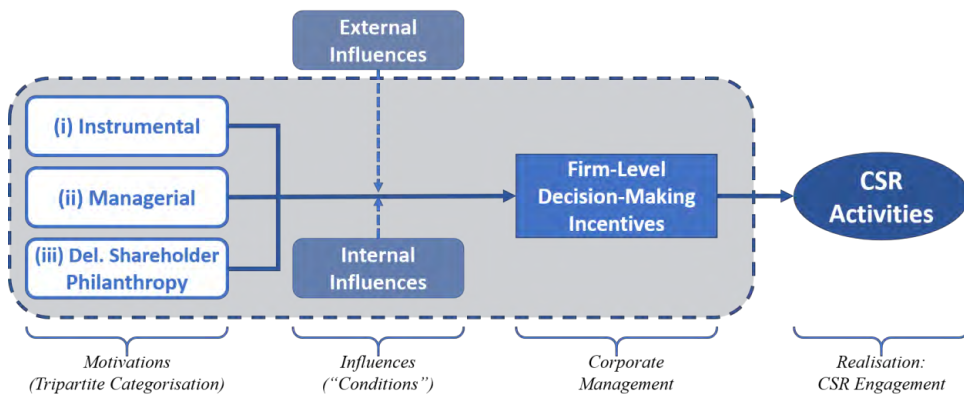 External
Influences
(i) Instrumental
(ii) Managerial
(iii) Del. Shareholder
Philanthropy
Internal
Influences
Firm-Level
Decision-Making
Incentives
CSR
Activities
Motivations
(Tripartite Categorisation)
Influences
(“Conditions”)
Corporate
Management
Realisation:
CSR Engagement